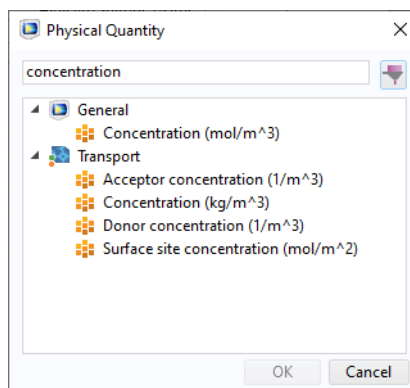 Physical Quantity
concentration
General
Concentration (mol/m^3)
Transport
Acceptor concentration (1/m^3)
Concentration (kg/m^3)
Donor concentration (1/m^3)
Surface site concentration (mol/m^2)
OK Cancel